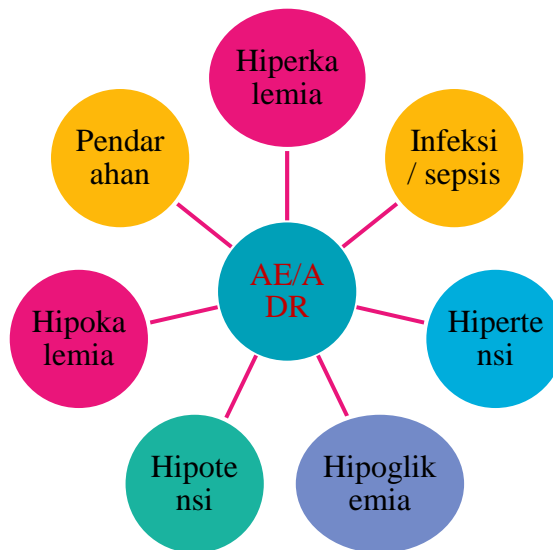 Hiperka
lemia
Pendar
ahan
Infeksi
/ sepsis
AE/A
DR
Hipoka
lemia
Hiperte
nsi
Hipote
nsi
Hipoglik
emia